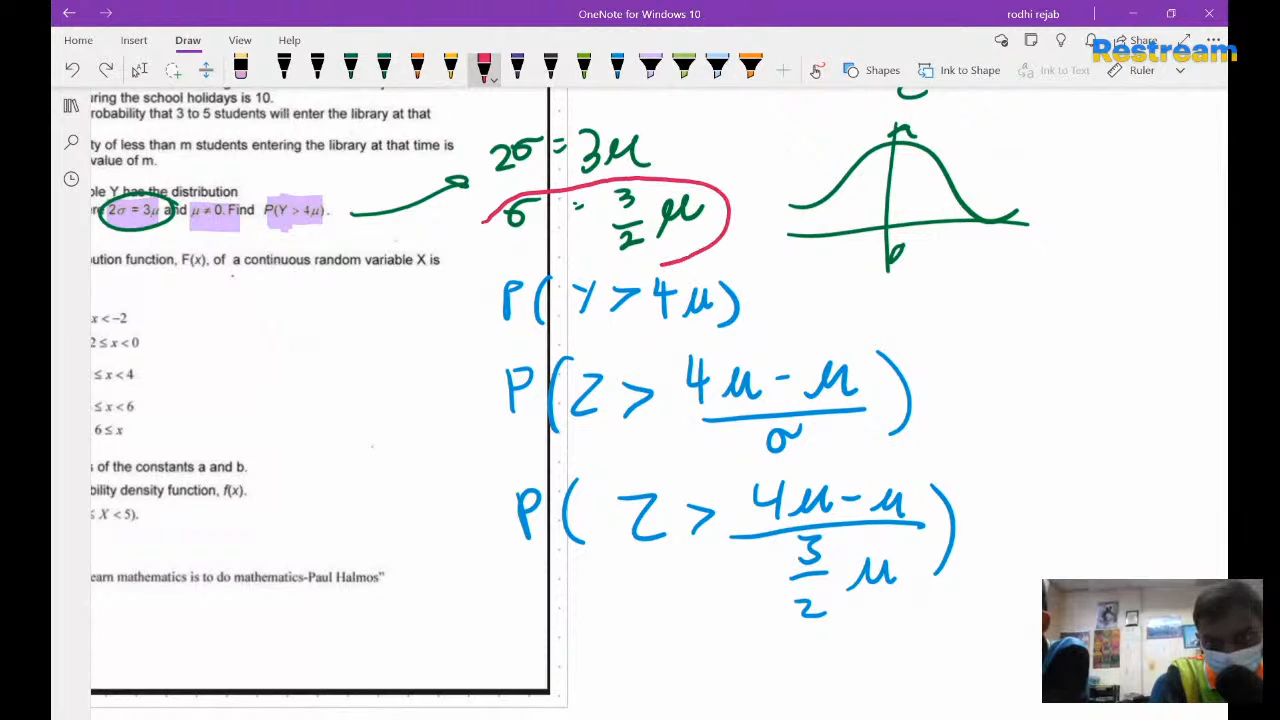 OneNote for Windows 10
rodhi rejab
Home Insert Draw View Help
Share
Restream
Shapes Ink to Shape Ink to Text Ruler
uring the school holidays is 10.
robability that 3 to 5 students will enter the library at that
ty of less than m students entering the library at that time is
value of m.
ble Y has the distribution
2σ = 3μ and μ ≠ 0. Find P(Y > 4μ).
ution function, F(x), of a continuous random variable X is
x < −2
2 ≤ x < 0
≤ x < 4
≤ x < 6
6 ≤ x
s of the constants a and b.
bility density function, f(x).
≤ X < 5).
earn mathematics is to do mathematics-Paul Halmos"
2σ = 3μ
σ = 3/2 μ
P( Y > 4μ)
P( Z > 4μ - μ / σ )
P( Z > 4μ - μ / 3/2 μ )